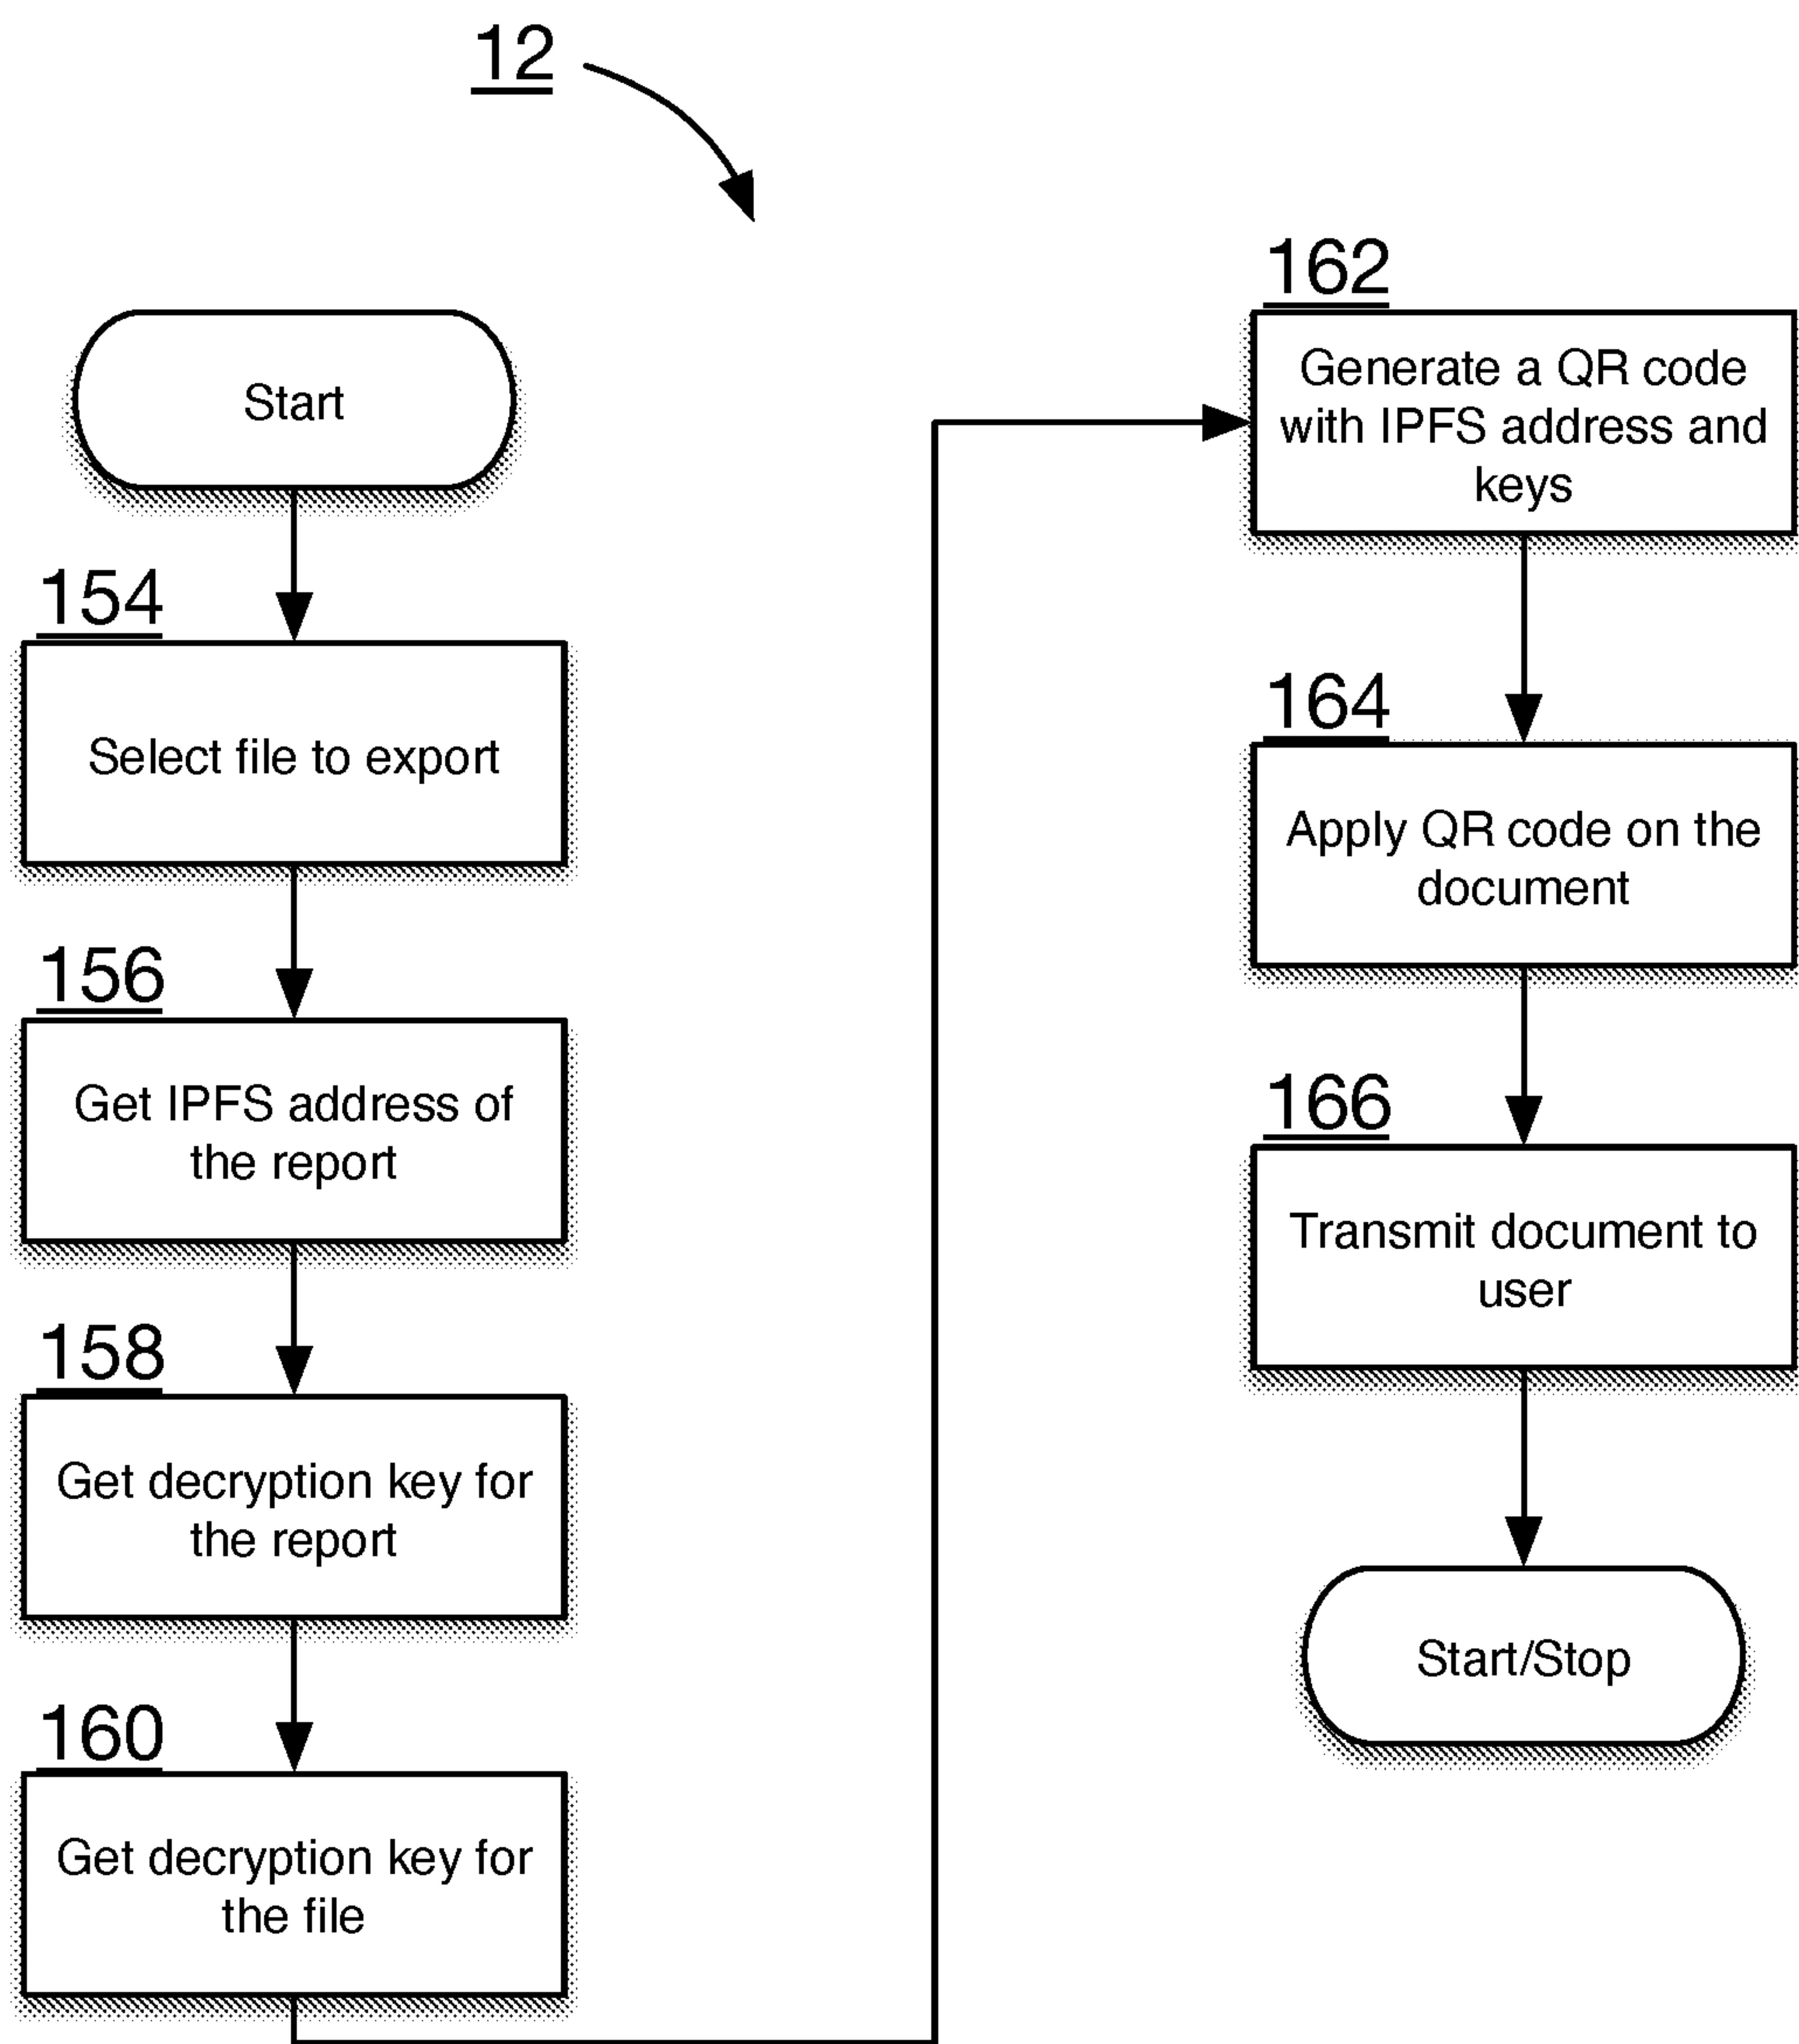 12
Start
154
Select file to export
156
Get IPFS address of
the report
158
Get decryption key for
the report
160
Get decryption key for
the file
162
Generate a QR code
with IPFS address and
keys
164
Apply QR code on the
document
166
Transmit document to
user
Start/Stop